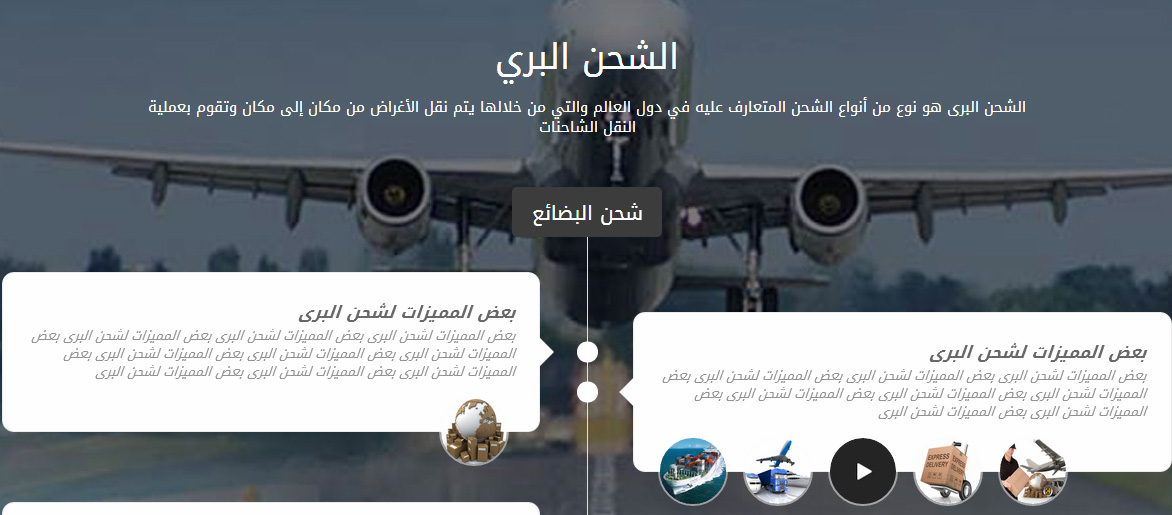 الشحن البري
الشحن البرى هو نوع من أنواع الشحن المتعارف عليه في دول العالم والتي من خلالها يتم نقل الأغراض من مكان إلى مكان وتقوم بعملية
النقل الشاحنات
شحن البضائع
بعض المميزات لشحن البرى
بعض المميزات لشحن البرى بعض المميزات لشحن البرى بعض المميزات لشحن البرى بعض
المميزات لشحن البرى بعض المميزات لشحن البرى بعض المميزات لشحن البرى بعض
المميزات لشحن البرى بعض المميزات لشحن البرى
بعض المميزات لشحن البرى
بعض المميزات لشحن البرى بعض المميزات لشحن البرى بعض المميزات لشحن البرى بعض
المميزات لشحن البرى بعض المميزات لشحن البرى بعض المميزات لشحن البرى بعض
المميزات لشحن البرى بعض المميزات لشحن البرى بعض المميزات لشحن البرى
EXPRESS
DELIVERY